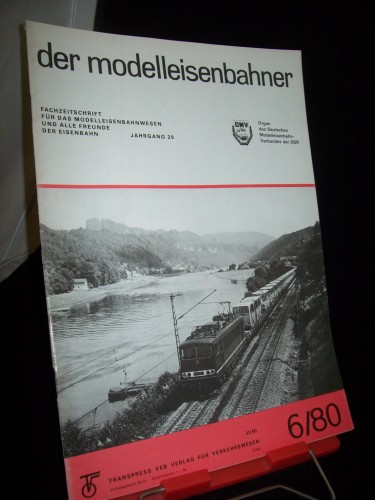 der modelleisenbahner
FACHZEITSCHRIFT
FÜR DAS MODELLEISENBAHNWESEN
UND ALLE FREUNDE
DER EISENBAHN JAHRGANG 29
DMV
Organ
des Deutschen
Modelleisenbahn-
Verbandes der DDR
JUNI 6/80
TRANSPRESS VEB VERLAG FÜR VERKEHRSWESEN